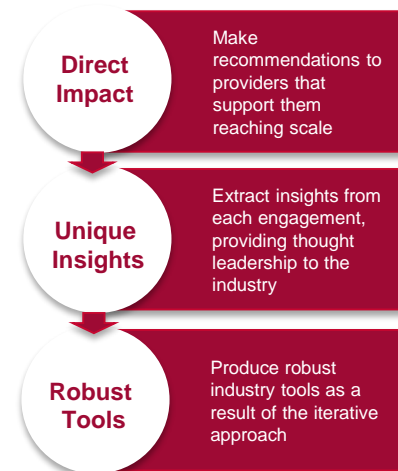 Direct
Impact
Make
recommendations to
providers that
support them
reaching scale
Unique
Insights
Extract insights from
each engagement,
providing thought
leadership to the
industry
Robust
Tools
Produce robust
industry tools as a
result of the iterative
approach